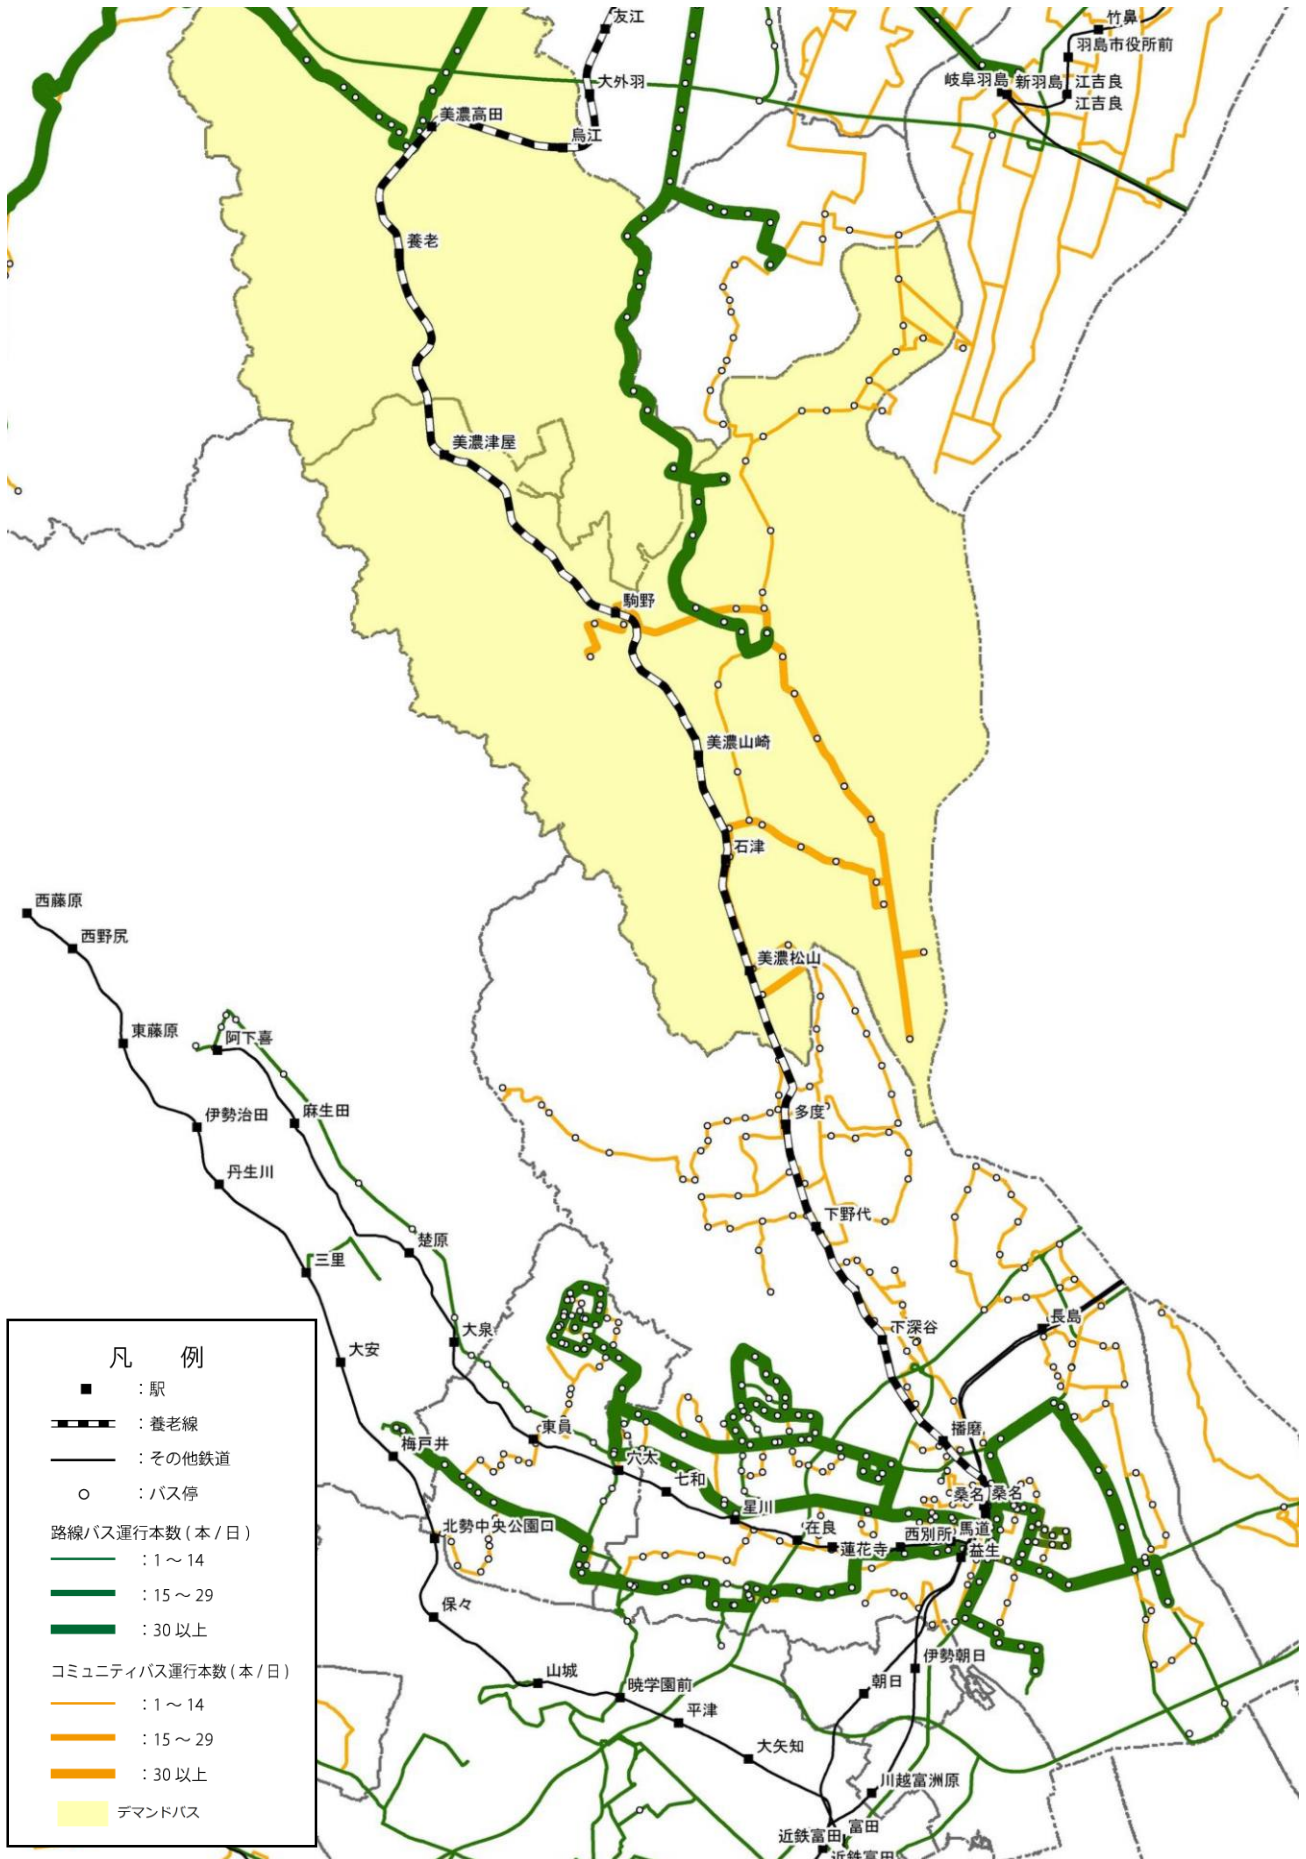 友江
竹鼻
羽島市役所前
大外羽
岐阜羽島
新羽島
江吉良
江吉良
美濃高田
烏江
養老
美濃津屋
駒野
美濃山崎
石津
西藤原
西野尻
美濃松山
東藤原
阿下喜
伊勢治田
麻生田
多度
丹生川
下野代
楚原
三里
長島
下深谷
大泉
大安
東員
播磨
梅戸井
穴太
七和
桑名
桑名
星川
北勢中央公園口
在良
西別所
馬道
蓮花寺
益生
保々
伊勢朝日
山城
暁学園前
朝日
平津
大矢知
川越富洲原
富田
近鉄富田
近鉄富田
凡 例
:駅
:養老線
:その他鉄道
:バス停
路線バス運行本数(本/日)
:1~14
:15~29
:30以上
コミュニティバス運行本数(本/日)
:1~14
:15~29
:30以上
デマンドバス